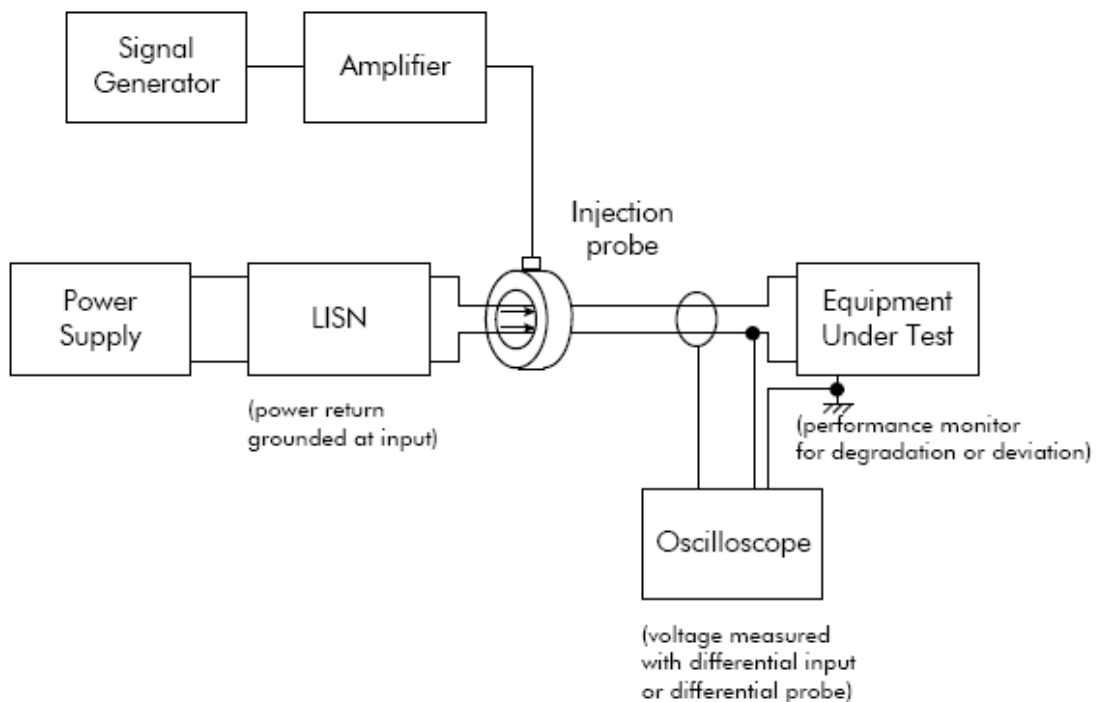 Signal
Generator
Amplifier
Injection
probe
Power
Supply
LISN
Equipment
Under Test
(power return
grounded at input)
(performance monitor
for degradation or deviation)
Oscilloscope
(voltage measured
with differential input
or differential probe)